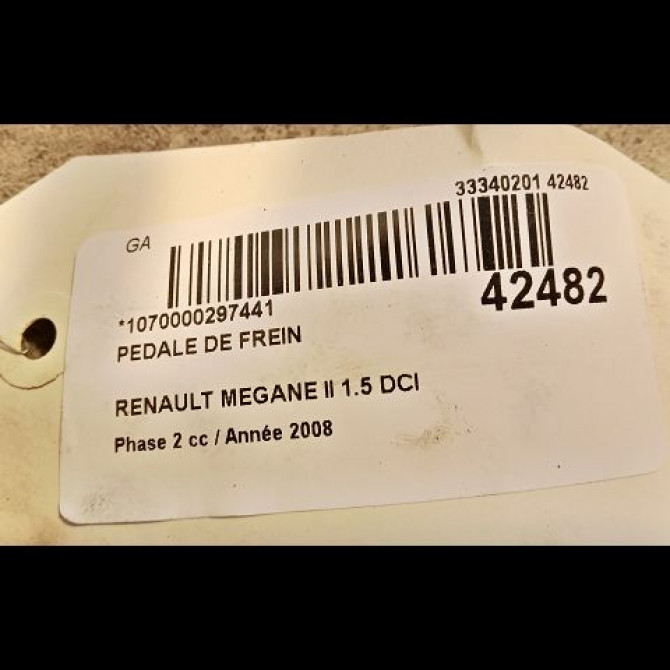 33340201 42482
GA
*1070000297441
42482
PEDALE DE FREIN
RENAULT MEGANE II 1.5 DCI
Phase 2 cc / Année 2008